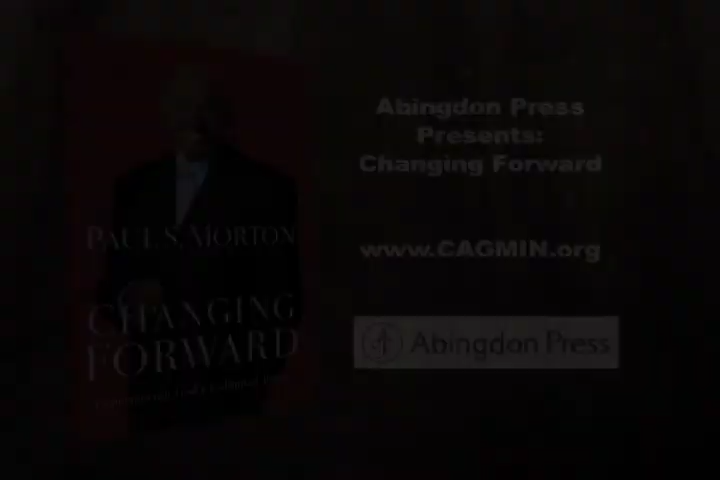 PAUL S. MORTON
CHANGING
FORWARD
Abingdon Press
Presents:
Changing Forward
www.CAGMIN.org
Abingdon Press